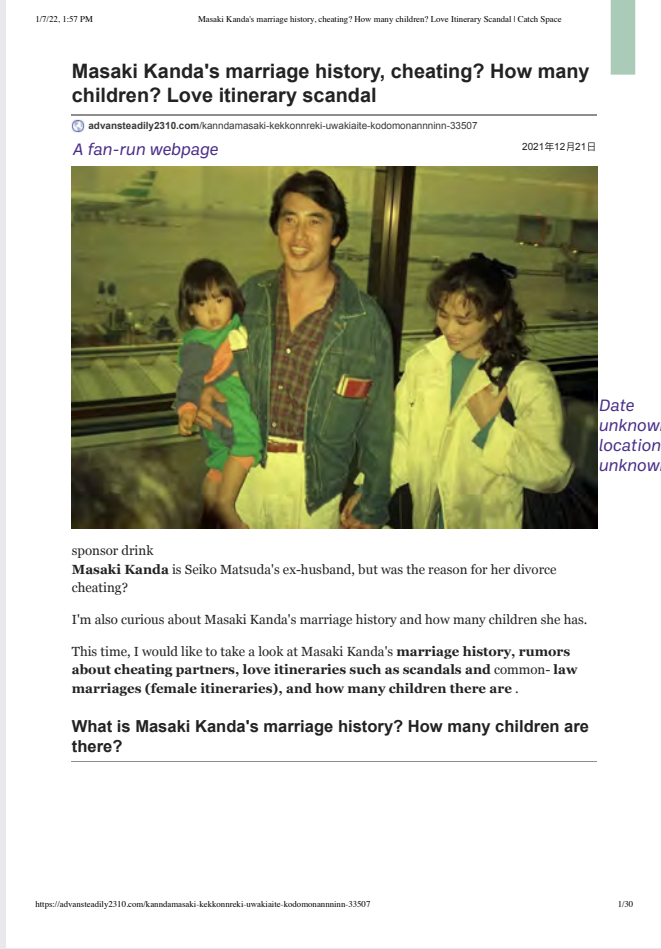 1/7/22, 1:57 PM
Masaki Kanda's marriage history, cheating? How many children? Love Itinerary Scandal | Catch Space
Masaki Kanda's marriage history, cheating? How many
children? Love itinerary scandal
advansteadily2310.com/kanndamasaki-kekkonnreki-uwakiaite-kodomonannninn-33507
A fan-run webpage
2021年12月21日
Date
unknow
location
unknow
sponsor drink
Masaki Kanda is Seiko Matsuda's ex-husband, but was the reason for her divorce
cheating?
I'm also curious about Masaki Kanda's marriage history and how many children she has.
This time, I would like to take a look at Masaki Kanda's marriage history, rumors
about cheating partners, love itineraries such as scandals and common- law
marriages (female itineraries), and how many children there are .
What is Masaki Kanda's marriage history? How many children are
there?
https://advansteadily2310.com/kanndamasaki-kekkonnreki-uwakiaite-kodomonannninn-33507
1/30